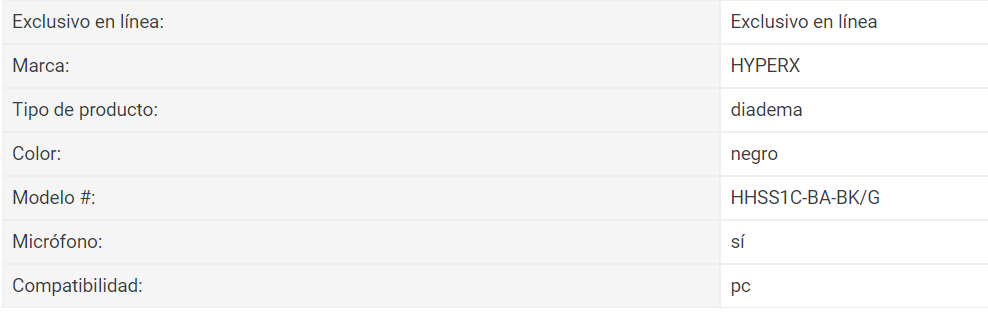 Exclusivo en línea: Exclusivo en línea
Marca: HYPERX
Tipo de producto: diadema
Color: negro
Modelo #: HHSS1C-BA-BK/G
Micrófono: sí
Compatibilidad: pc